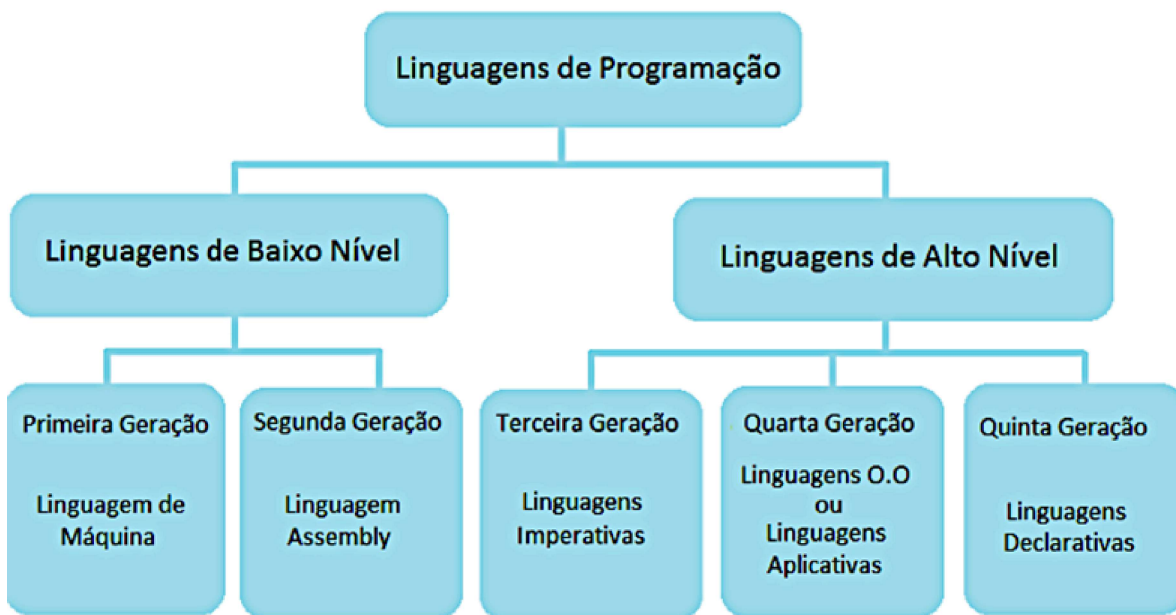 Linguagens de Programação
Linguagens de Baixo Nível
Linguagens de Alto Nível
Primeira Geração
Linguagem de
Máquina
Segunda Geração
Linguagem
Assembly
Terceira Geração
Linguagens
Imperativas
Quarta Geração
Linguagens O.O
ou
Linguagens
Aplicativas
Quinta Geração
Linguagens
Declarativas